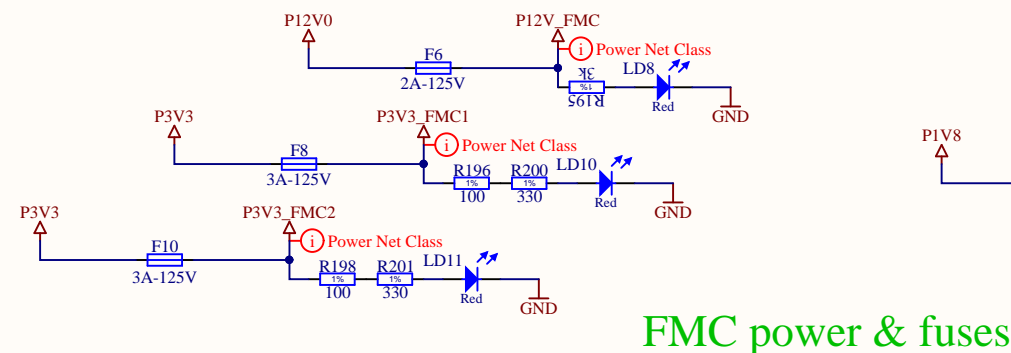 P12V0
P12V_FMC
Power Net Class
F6
2A-125V
3k
1%
R195
LD8
Red
GND
P3V3
P3V3_FMC1
Power Net Class
F8
3A-125V
R196
1%
100
R200
1%
330
LD10
Red
GND
P1V8
P3V3
P3V3_FMC2
Power Net Class
F10
3A-125V
R198
1%
100
R201
1%
330
LD11
Red
GND
FMC power & fuses